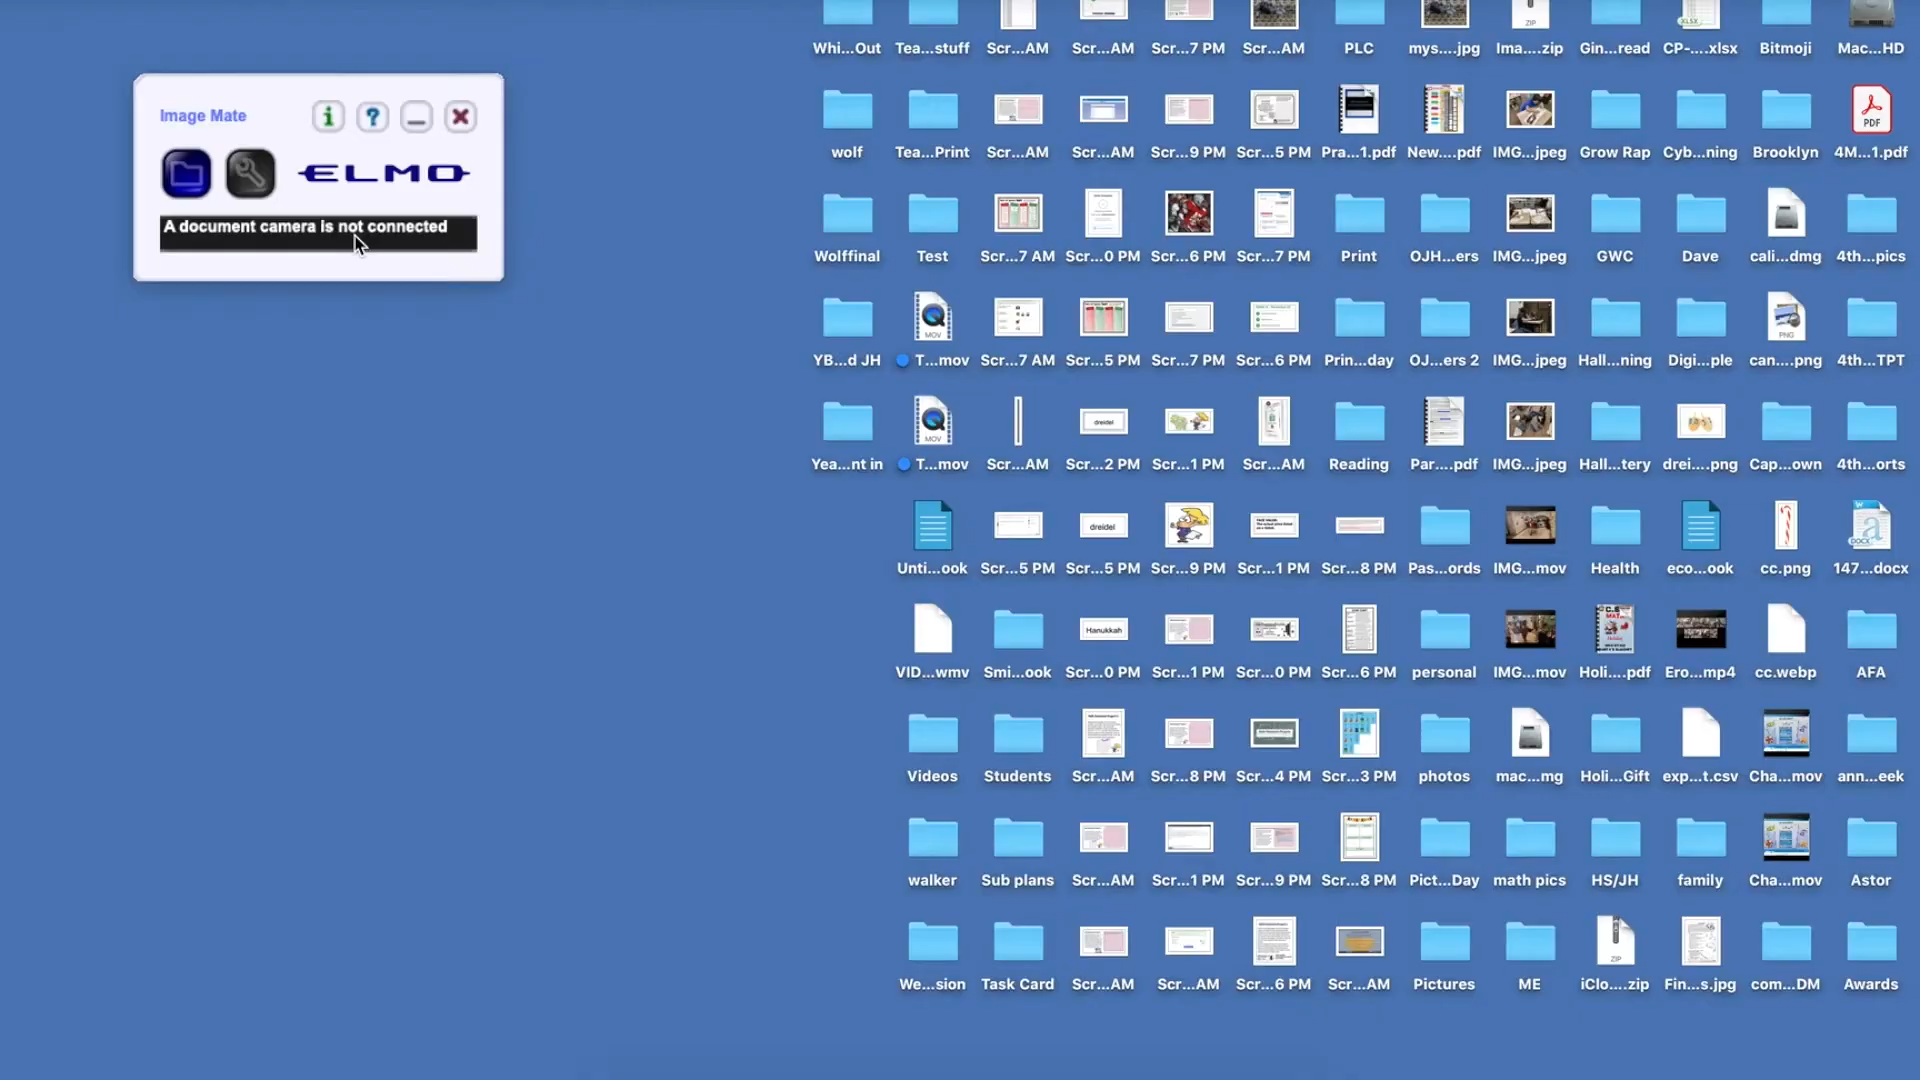 Whi...Out Tea...stuff Scr...AM Scr...AM Scr...7 PM Scr...AM PLC mys....jpg Ima....zip Gin...read CP-....xlsx Bitmoji Mac...HD
ZIP
XLSX
Image Mate
ELMO
A document camera is not connected
PDF
wolf Tea...Print Scr...AM Scr...AM Scr...9 PM Scr...5 PM Pra...1.pdf New....pdf IMG...jpeg Grow Rap Cyb...ning Brooklyn 4M...1.pdf
Wolffinal Test Scr...7 AM Scr...0 PM Scr...6 PM Scr...7 PM Print OJH...ers IMG...jpeg GWC Dave cali...dmg 4th...pics
MOV
PNG
YB...d JH T...mov Scr...7 AM Scr...5 PM Scr...7 PM Scr...6 PM Prin...day OJ...ers 2 IMG...jpeg Hall...ning Digi...ple can....png 4th...TPT
MOV
dreidel
Yea...nt in T...mov Scr...AM Scr...2 PM Scr...1 PM Scr...AM Reading Par....pdf IMG...jpeg Hall...tery drei....png Cap...own 4th...orts
dreidel
DOCX
Unti...ook Scr...5 PM Scr...5 PM Scr...9 PM Scr...1 PM Scr...8 PM Pas...ords IMG...mov Health eco...ook cc.png 147...docx
Hanukkah
VID...wmv Smi...ook Scr...0 PM Scr...1 PM Scr...0 PM Scr...6 PM personal IMG...mov Holi....pdf Ero...mp4 cc.webp AFA
Videos Students Scr...AM Scr...8 PM Scr...4 PM Scr...3 PM photos mac...mg Holi...Gift exp...t.csv Cha...mov ann...eek
walker Sub plans Scr...AM Scr...1 PM Scr...9 PM Scr...8 PM Pict...Day math pics HS/JH family Cha...mov Astor
ZIP
We...sion Task Card Scr...AM Scr...AM Scr...6 PM Scr...AM Pictures ME iClo....zip Fin...s.jpg com...DM Awards